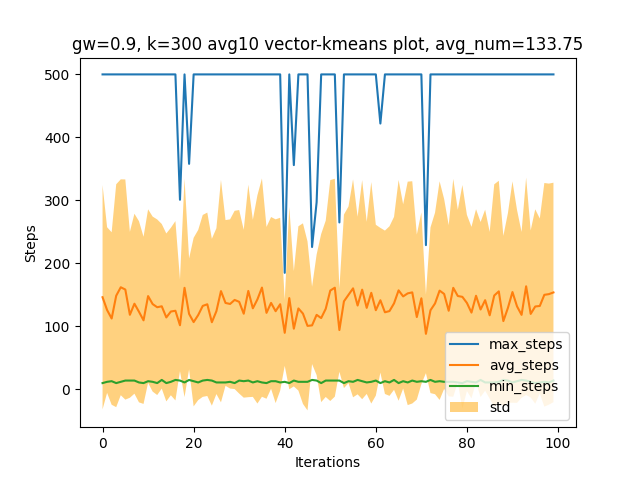 gw=0.9, k=300 avg10 vector-kmeans plot, avg_num=133.75
500
400
300
200
100
0
Steps
max_steps
avg_steps
min_steps
std
0 20 40 60 80 100
Iterations